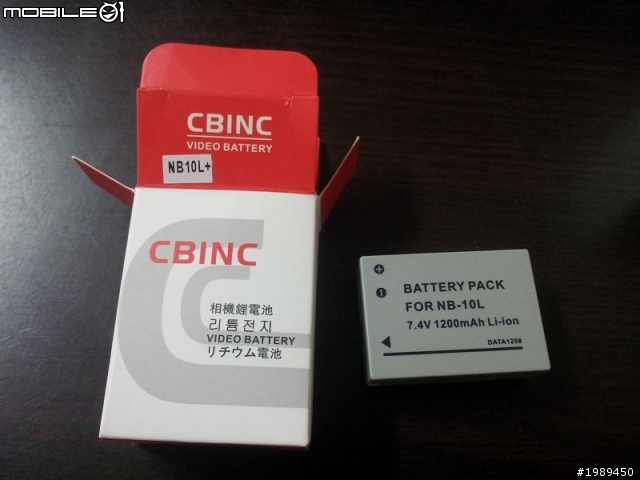 MOBILE01
CBINC
VIDEO BATTERY
NB10L+
CBINC
相機鋰電池
리튬전지
VIDEO BATTERY
リチウム電池
BATTERY PACK
FOR NB-10L
7.4V 1200mAh Li-ion
DATA1208
#1989450